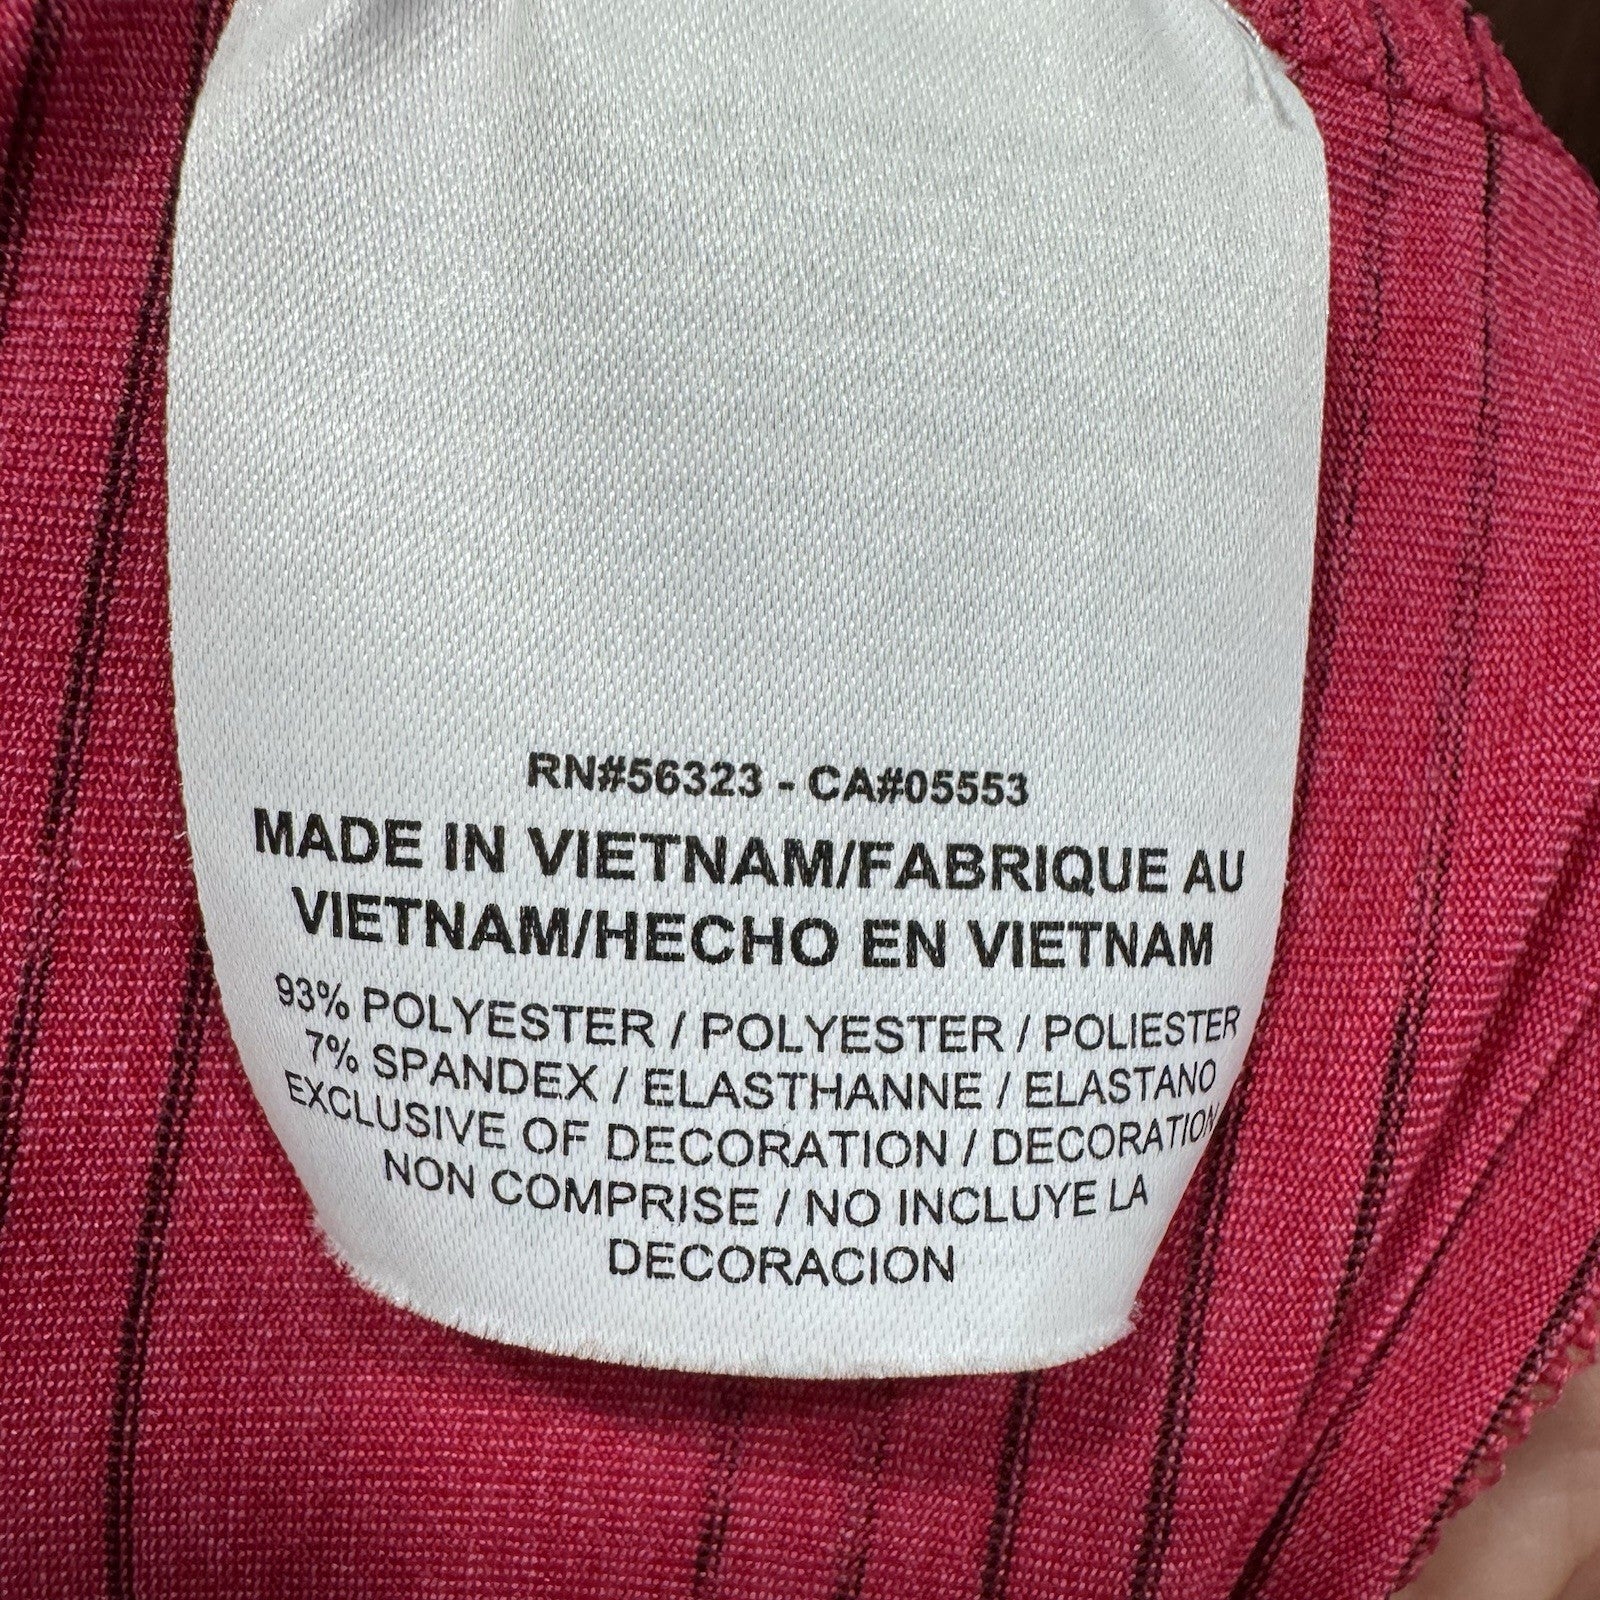 RN#56323 - CA#05553
MADE IN VIETNAM/FABRIQUE AU
VIETNAM/HECHO EN VIETNAM
93% POLYESTER / POLYESTER / POLIESTER
7% SPANDEX / ELASTHANNE / ELASTANO
EXCLUSIVE OF DECORATION / DECORATION
NON COMPRISE / NO INCLUYE LA
DECORACION